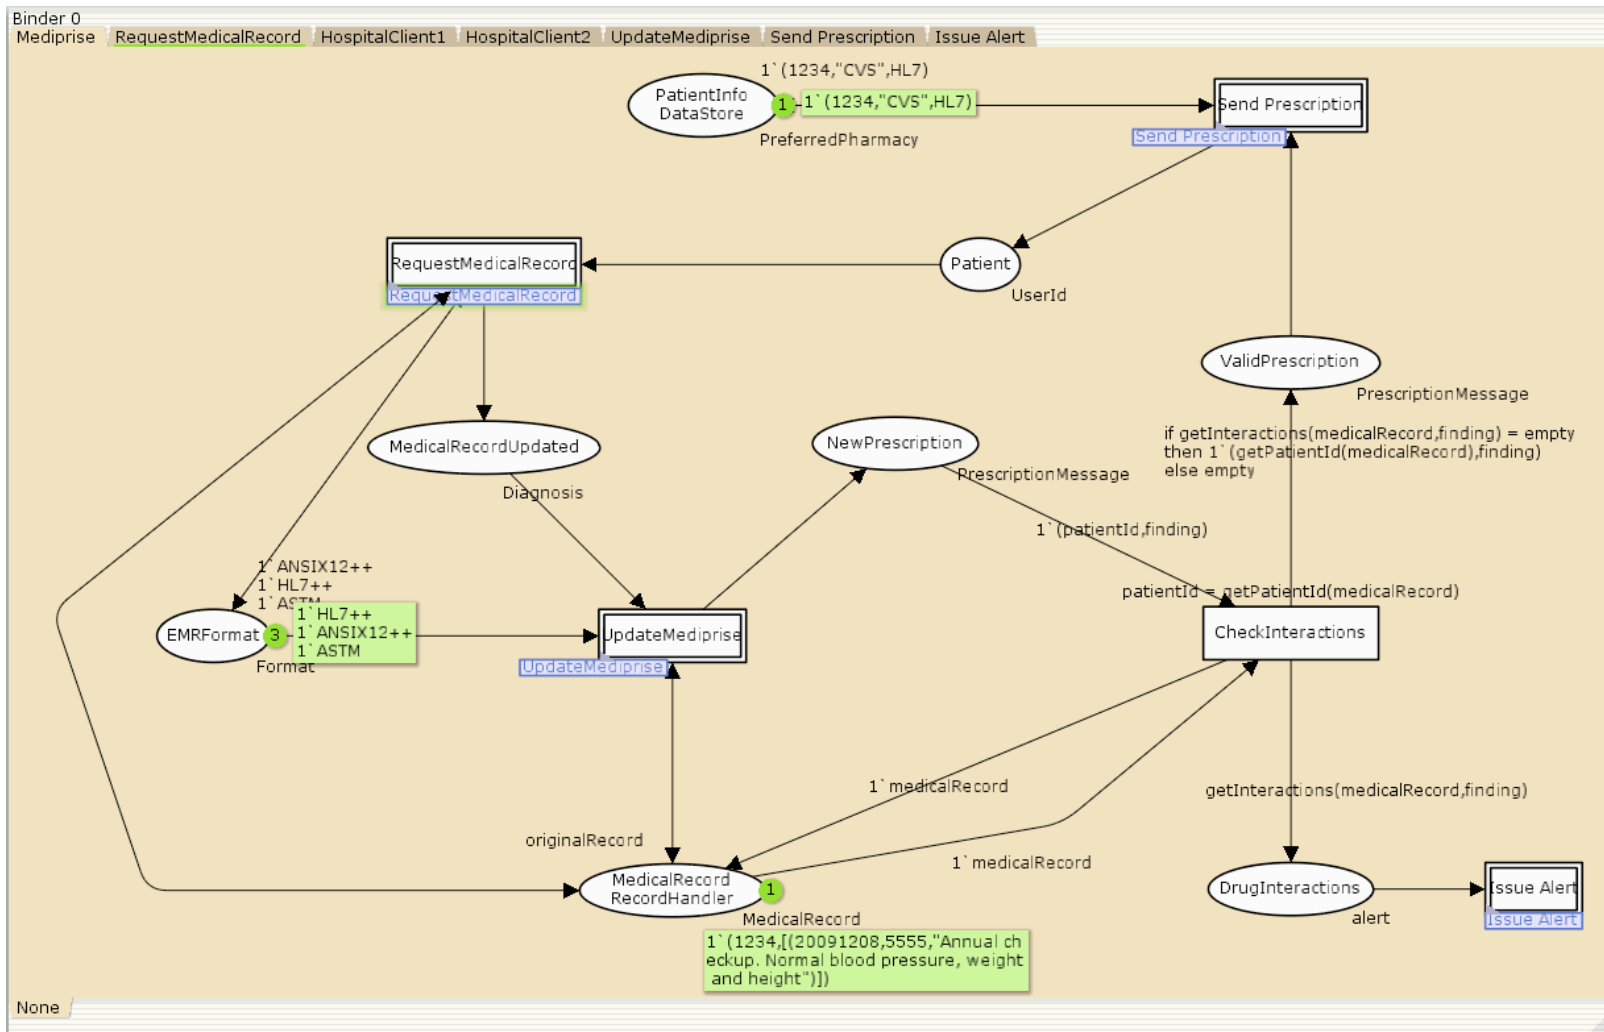 Binder 0
Mediprise RequestMedicalRecord HospitalClient1 HospitalClient2 UpdateMediprise Send Prescription Issue Alert
1`(1234,"CVS",HL7)
PatientInfo
DataStore
1
1`(1234,"CVS",HL7)
PreferredPharmacy
Send Prescription
Send Prescription
RequestMedicalRecord
RequestMedicalRecord
Patient
UserId
ValidPrescription
PrescriptionMessage
MedicalRecordUpdated
Diagnosis
NewPrescription
PrescriptionMessage
if getInteractions(medicalRecord,finding) = empty
then 1`(getPatientId(medicalRecord),finding)
else empty
1`(patientId,finding)
1`ANSIX12++
1`HL7++
1`ASTM
EMRFormat
3
1`HL7++
1`ANSIX12++
1`ASTM
Format
UpdateMediprise
UpdateMediprise
patientId = getPatientId(medicalRecord)
CheckInteractions
1`medicalRecord
getInteractions(medicalRecord,finding)
originalRecord
1`medicalRecord
MedicalRecord
RecordHandler
1
MedicalRecord
1`(1234,[(20091208,5555,"Annual ch
eckup. Normal blood pressure, weight
and height")])
DrugInteractions
alert
Issue Alert
Issue Alert
None